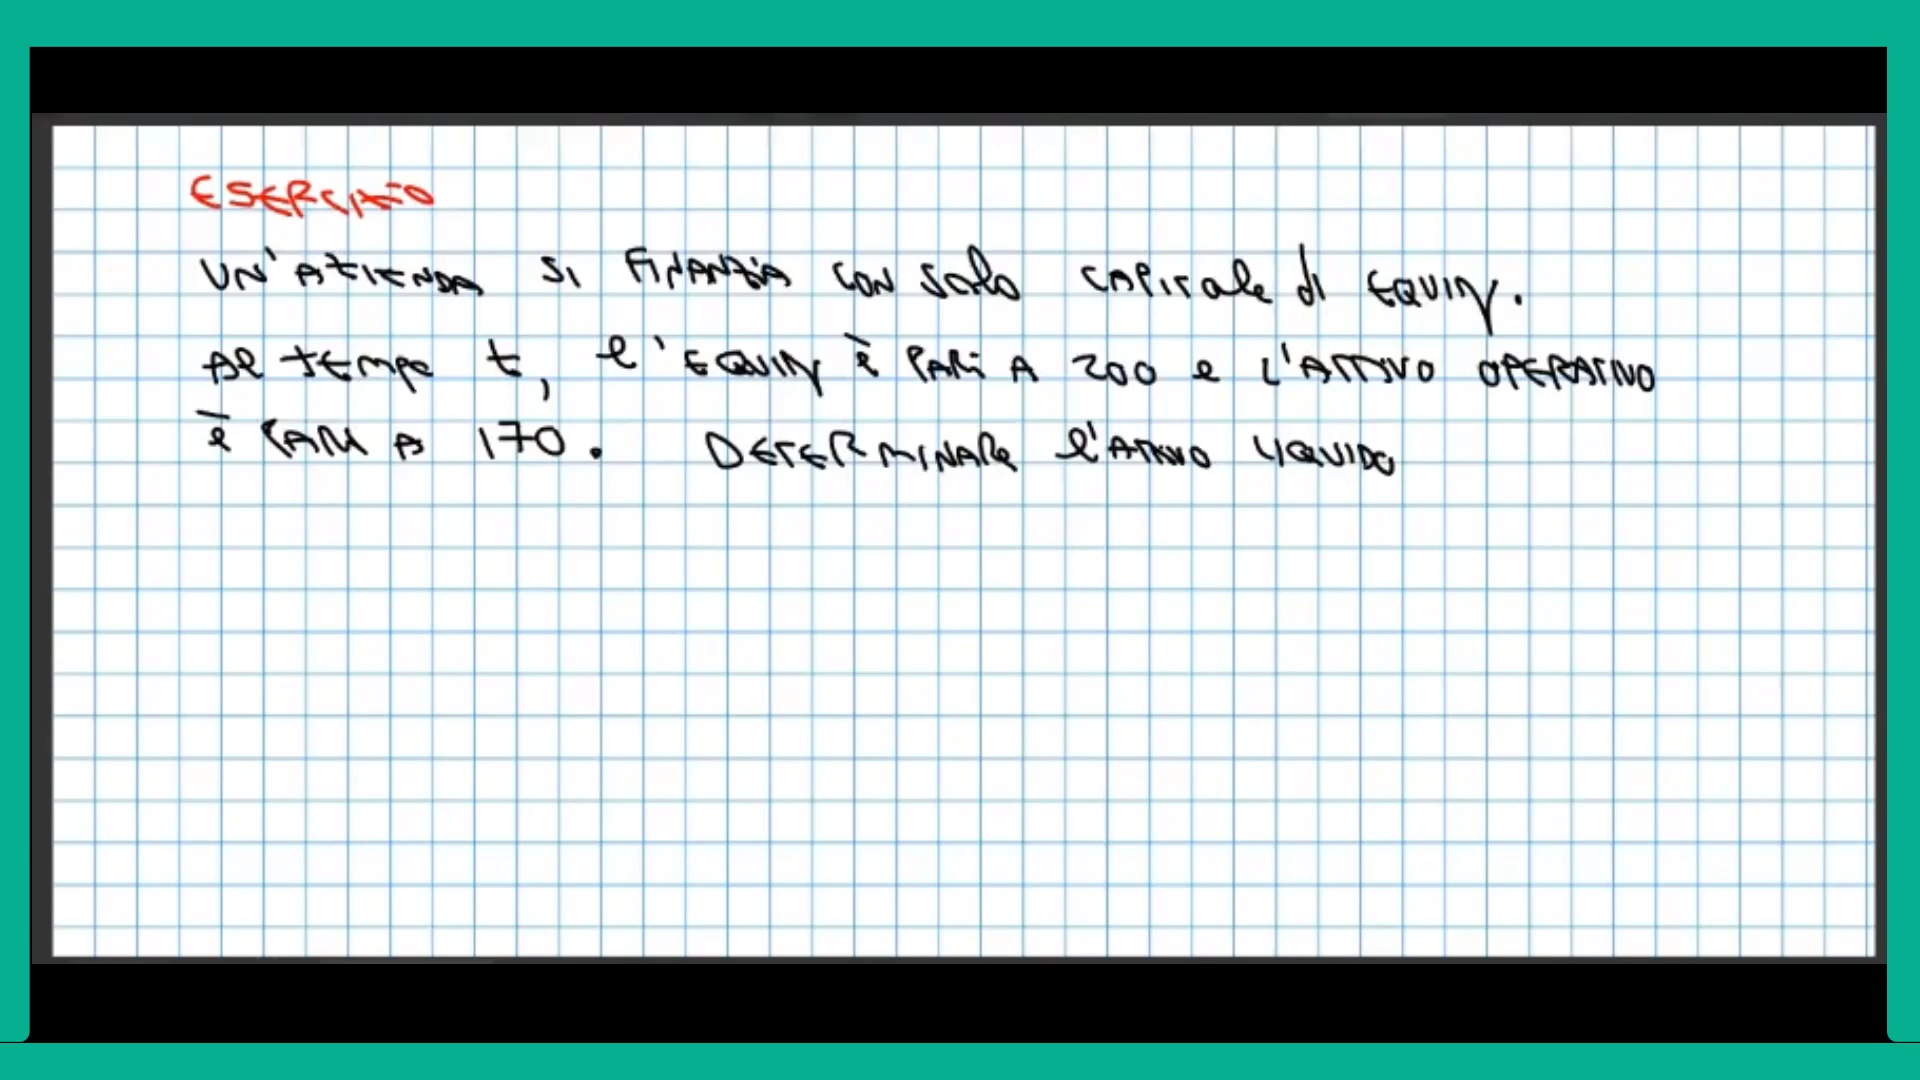 ESERCIZIO
UN'AZIENDA SI FINANZIA CON SOLO CAPITALE DI EQUITY.
AL TEMPO t, L'EQUITY È PARI A 200 E L'ATTIVO OPERATIVO
È PARI A 170. DETERMINARE L'ATTIVO LIQUIDO